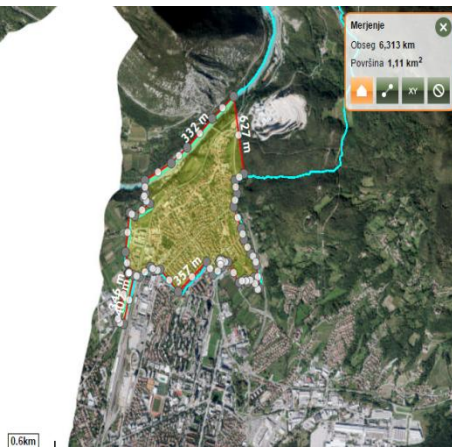 Merjenje
Obseg 6,313 km
Površina 1,11 km²
XY
332 m
627 m
357 m
0.6km